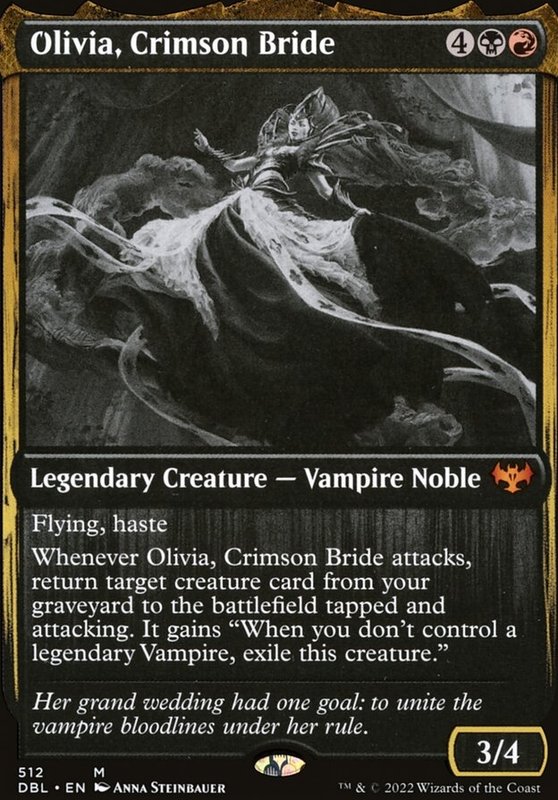 Olivia, Crimson Bride 4
Legendary Creature — Vampire Noble
Flying, haste
Whenever Olivia, Crimson Bride attacks,
return target creature card from your
graveyard to the battlefield tapped and
attacking. It gains “When you don’t control a
legendary Vampire, exile this creature.”
Her grand wedding had one goal: to unite the
vampire bloodlines under her rule.
3/4
512 M
DBL • EN Anna Steinbauer ™ & © 2022 Wizards of the Coast